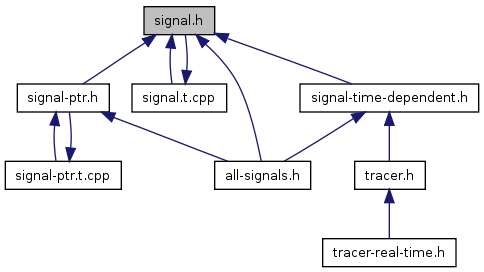 signal.h
signal-ptr.h
signal.t.cpp
signal-time-dependent.h
signal-ptr.t.cpp
all-signals.h
tracer.h
tracer-real-time.h